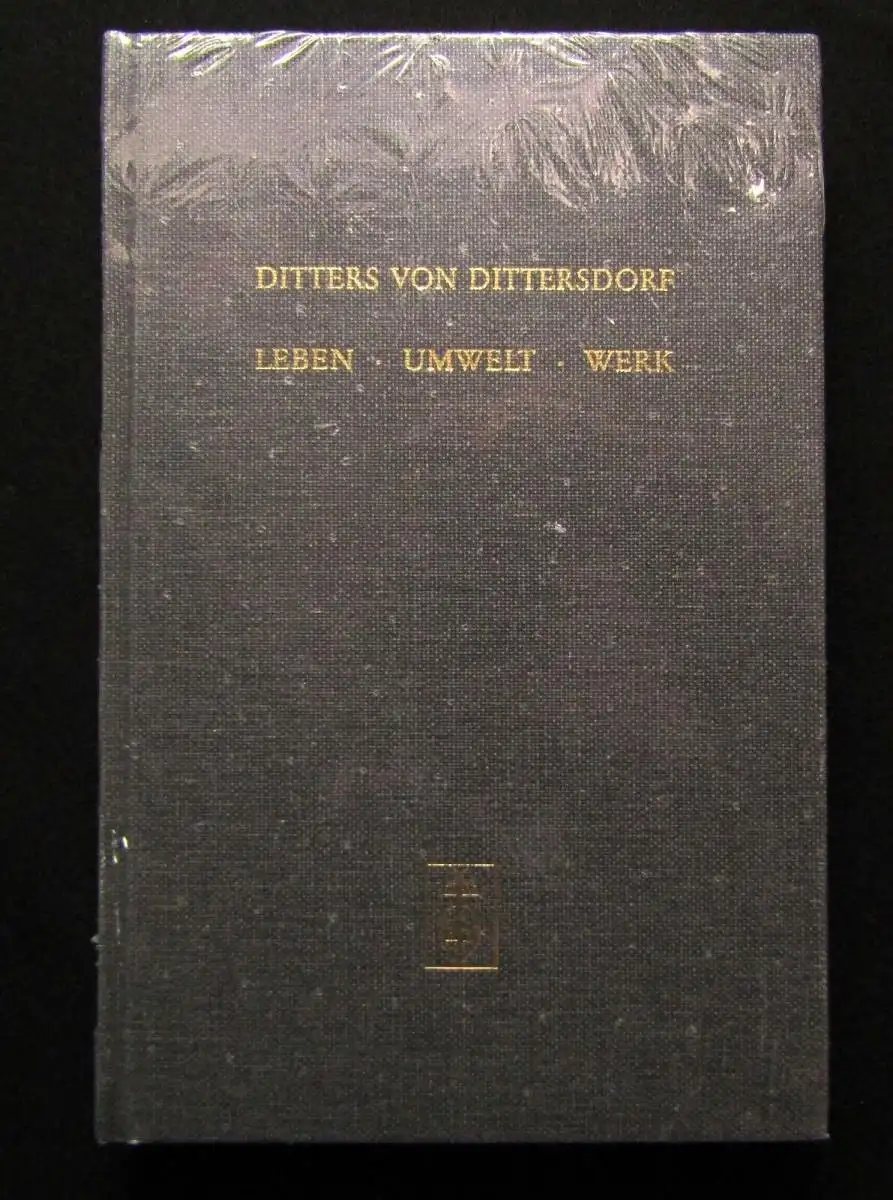 DITTERS VON DITTERSDORF
LEBEN · UMWELT · WERK